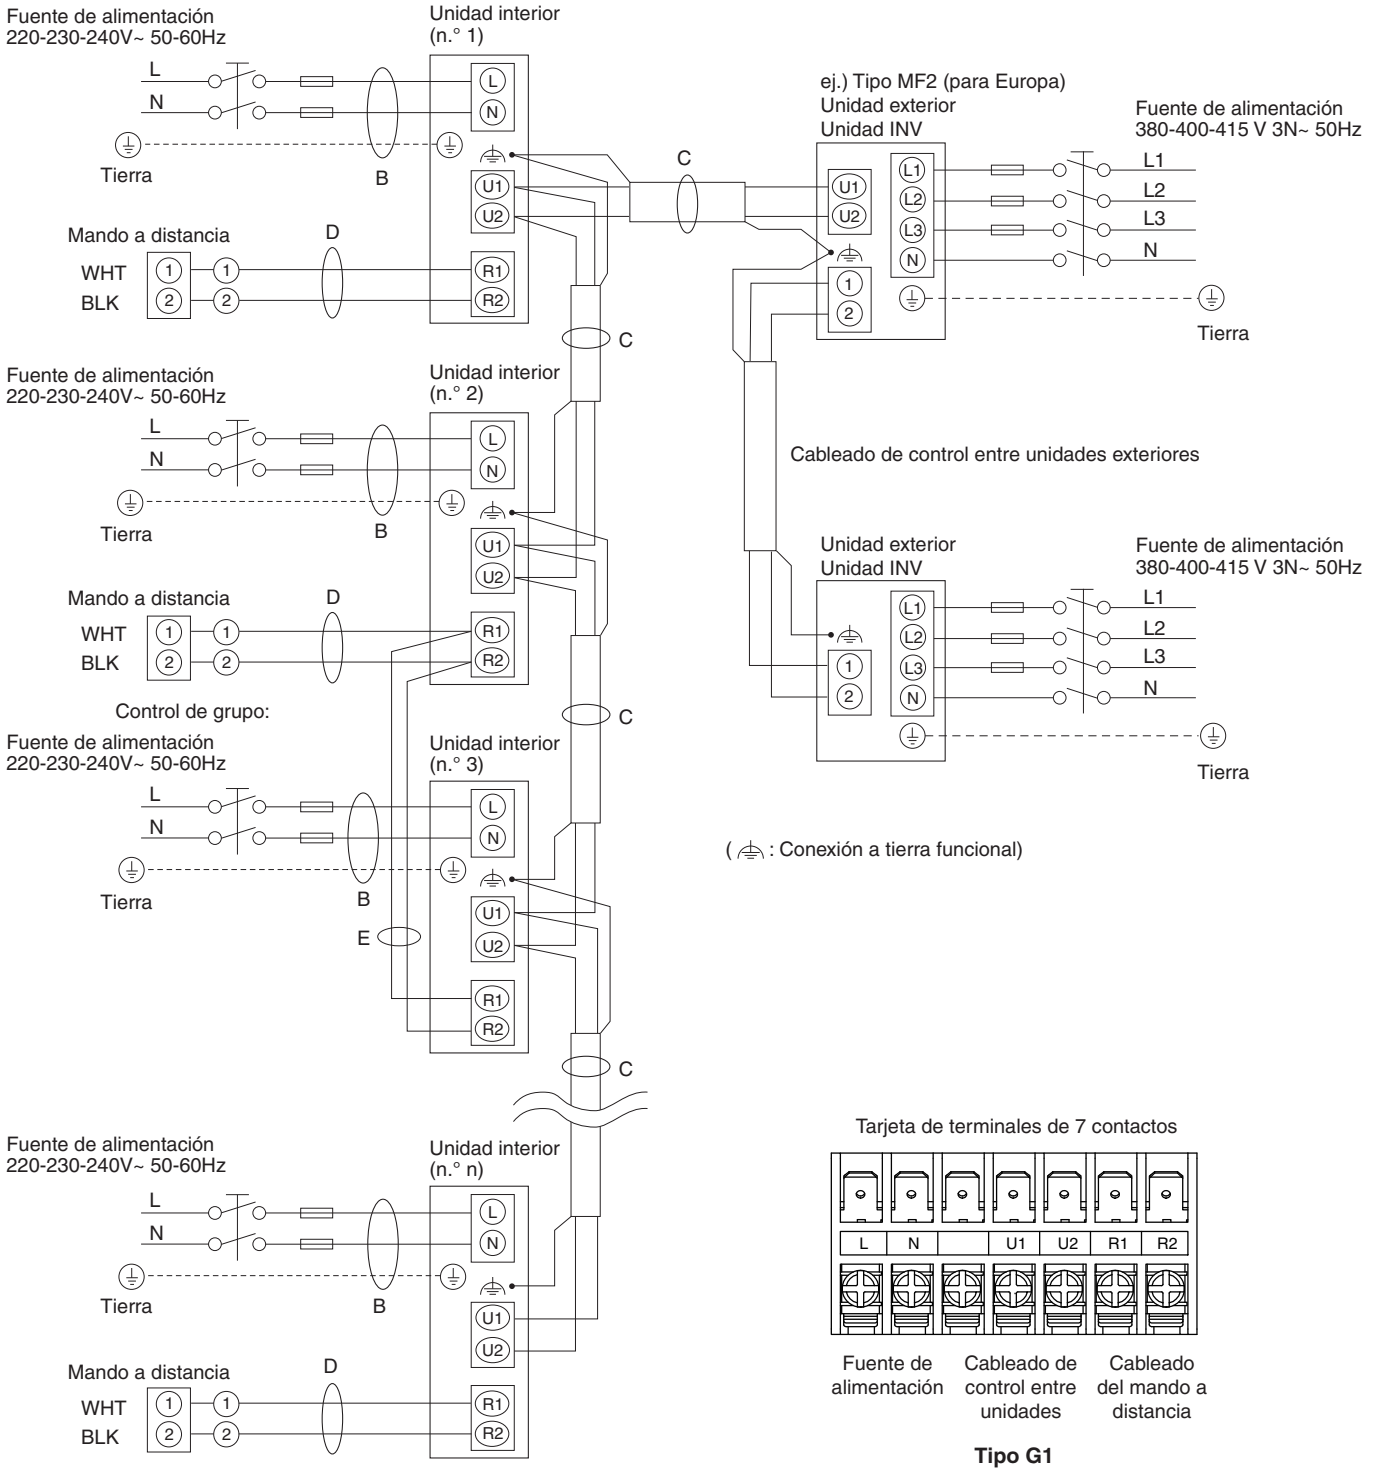 Fuente de alimentación
220-230-240V~ 50-60Hz
L
N
Tierra
B
Unidad interior
(n.° 1)
L
N
U1
U2
R1
R2
Mando a distancia
WHT
BLK
1
2
1
2
D
C
C
ej.) Tipo MF2 (para Europa)
Unidad exterior
Unidad INV
U1
U2
1
2
L1
L2
L3
N
Fuente de alimentación
380-400-415 V 3N~ 50Hz
L1
L2
L3
N
Tierra
Fuente de alimentación
220-230-240V~ 50-60Hz
L
N
Tierra
B
Unidad interior
(n.° 2)
L
N
U1
U2
R1
R2
Mando a distancia
WHT
BLK
1
2
1
2
D
C
Cableado de control entre unidades exteriores
Unidad exterior
Unidad INV
1
2
L1
L2
L3
N
Fuente de alimentación
380-400-415 V 3N~ 50Hz
L1
L2
L3
N
Tierra
Control de grupo:
Fuente de alimentación
220-230-240V~ 50-60Hz
L
N
Tierra
B
E
Unidad interior
(n.° 3)
L
N
U1
U2
R1
R2
C
( : Conexión a tierra funcional)
Fuente de alimentación
220-230-240V~ 50-60Hz
L
N
Tierra
B
Unidad interior
(n.° n)
L
N
U1
U2
R1
R2
Mando a distancia
WHT
BLK
1
2
1
2
D
Tarjeta de terminales de 7 contactos
L N U1 U2 R1 R2
Fuente de
alimentación
Cableado de
control entre
unidades
Cableado
del mando a
distancia
Tipo G1